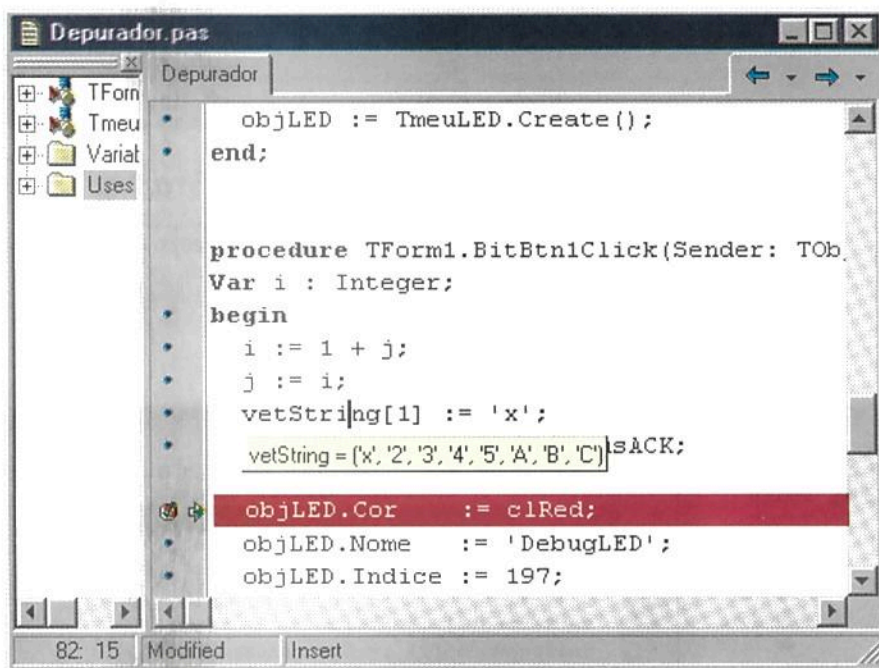 Depurador.pas
Depurador
TForn
Tmeu
Variat
Uses
objLED := TmeuLED.Create();
end;
procedure TForm1.BitBtn1Click(Sender: TOb
Var i : Integer;
begin
i := 1 + j;
j := i;
vetString[1] := 'x';
vetString = ('x', '2', '3', '4', '5', 'A', 'B', 'C')
sACK;
objLED.Cor := clRed;
objLED.Nome := 'DebugLED';
objLED.Indice := 197;
82: 15 Modified Insert